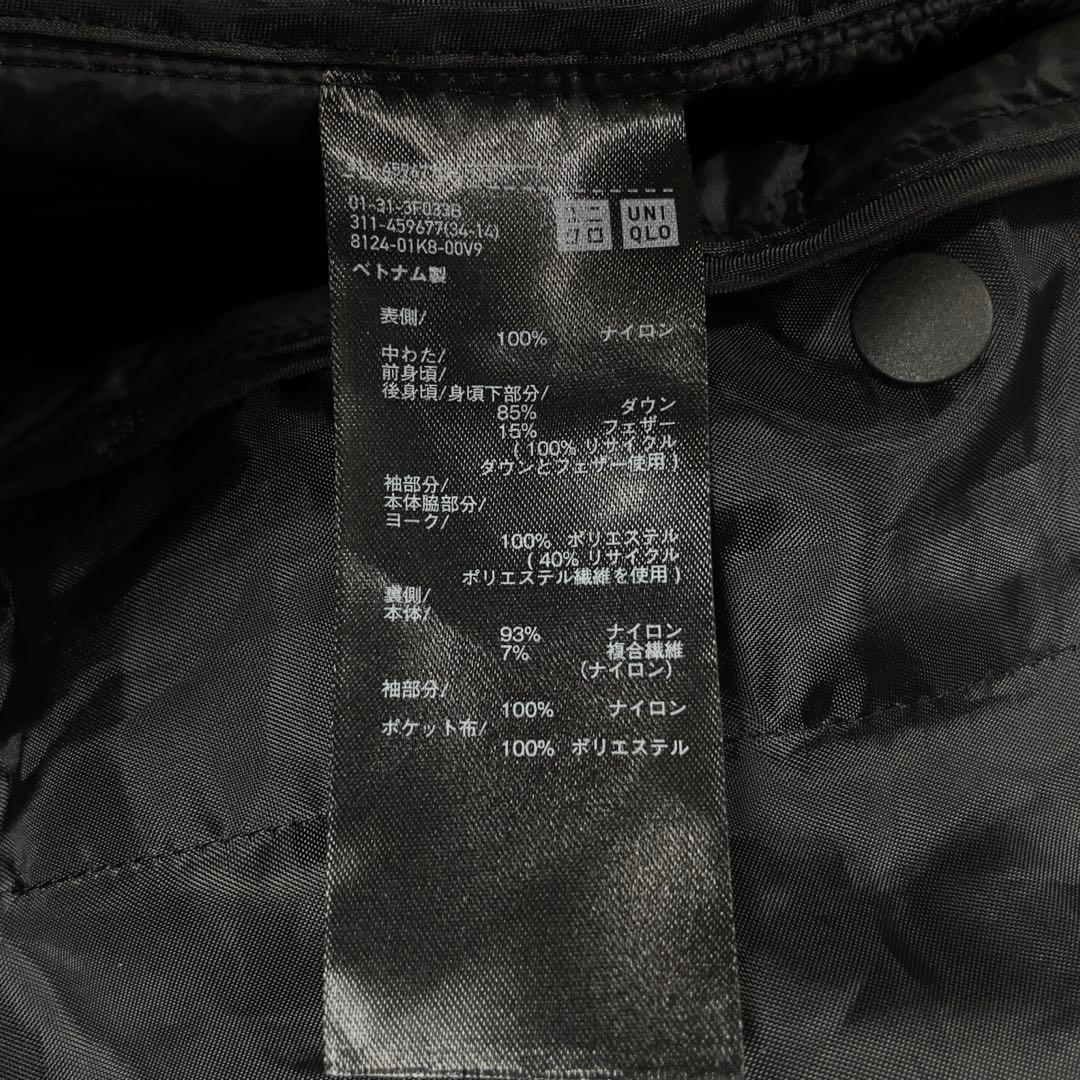 311-459677(34-14)
8124-01K8-00V9
ユニ
クロ
UNI
QLO
ベトナム製
表側/
100% ナイロン
中わた/
前身頃/
後身頃/身頃下部分/
85% ダウン
15% フェザー
( 100% リサイクル
ダウンとフェザー使用 )
袖部分/
本体脇部分/
ヨーク/
100% ポリエステル
( 40% リサイクル
ポリエステル繊維を使用 )
裏側/
本体/
93% ナイロン
7% 複合繊維
(ナイロン)
袖部分/
100% ナイロン
ポケット布/
100% ポリエステル